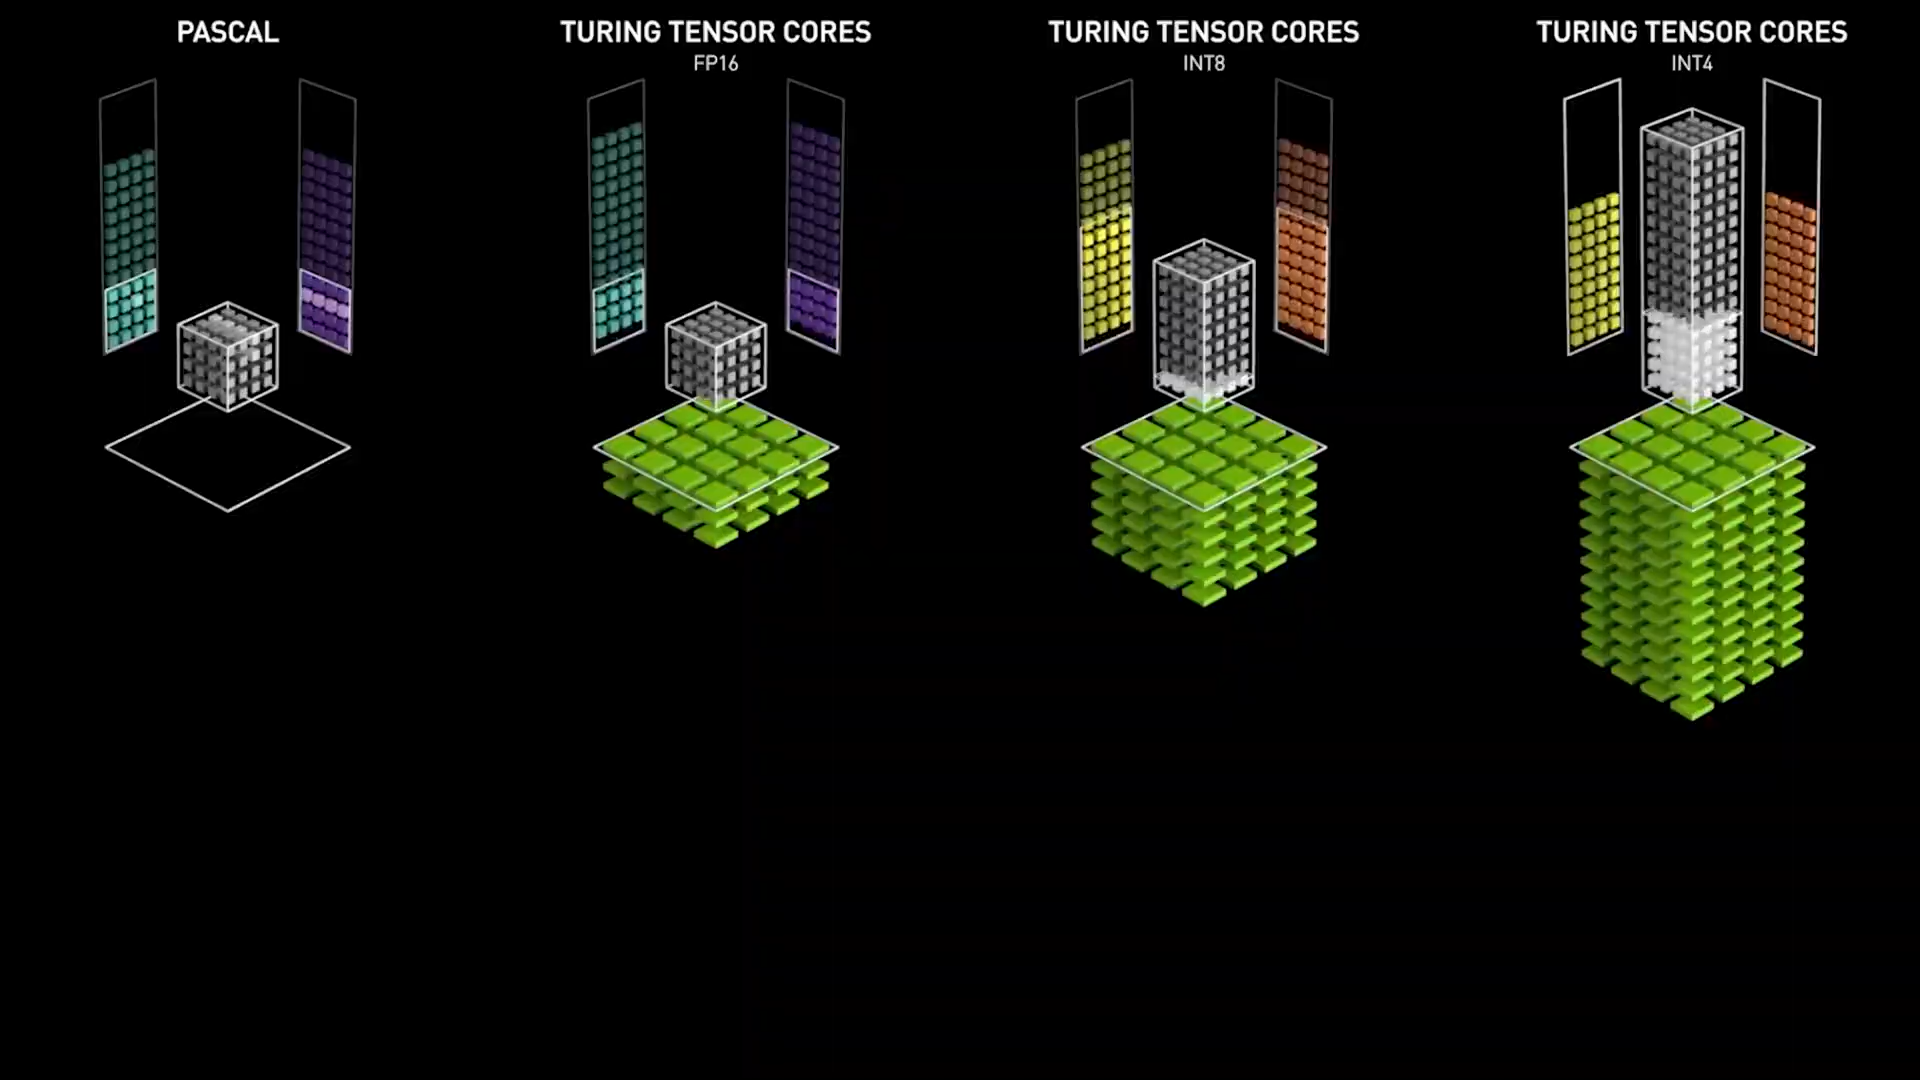 PASCAL
TURING TENSOR CORES
FP16
TURING TENSOR CORES
INT8
TURING TENSOR CORES
INT4